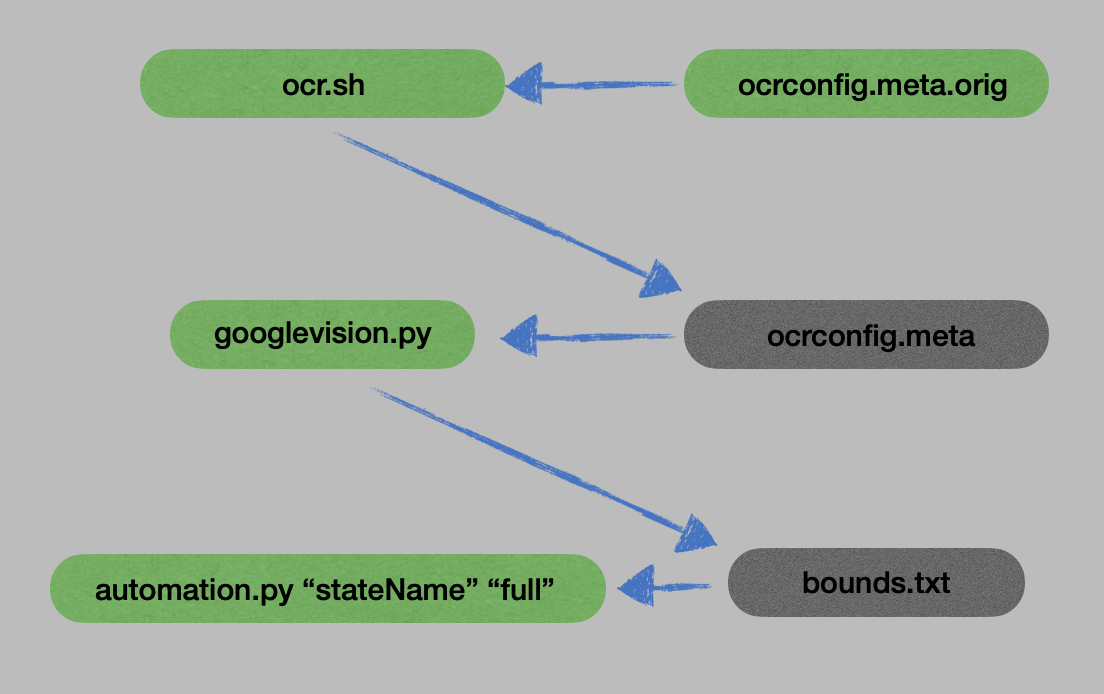 ocr.sh
ocrconfig.meta.orig
googlevision.py
ocrconfig.meta
automation.py “stateName” “full”
bounds.txt